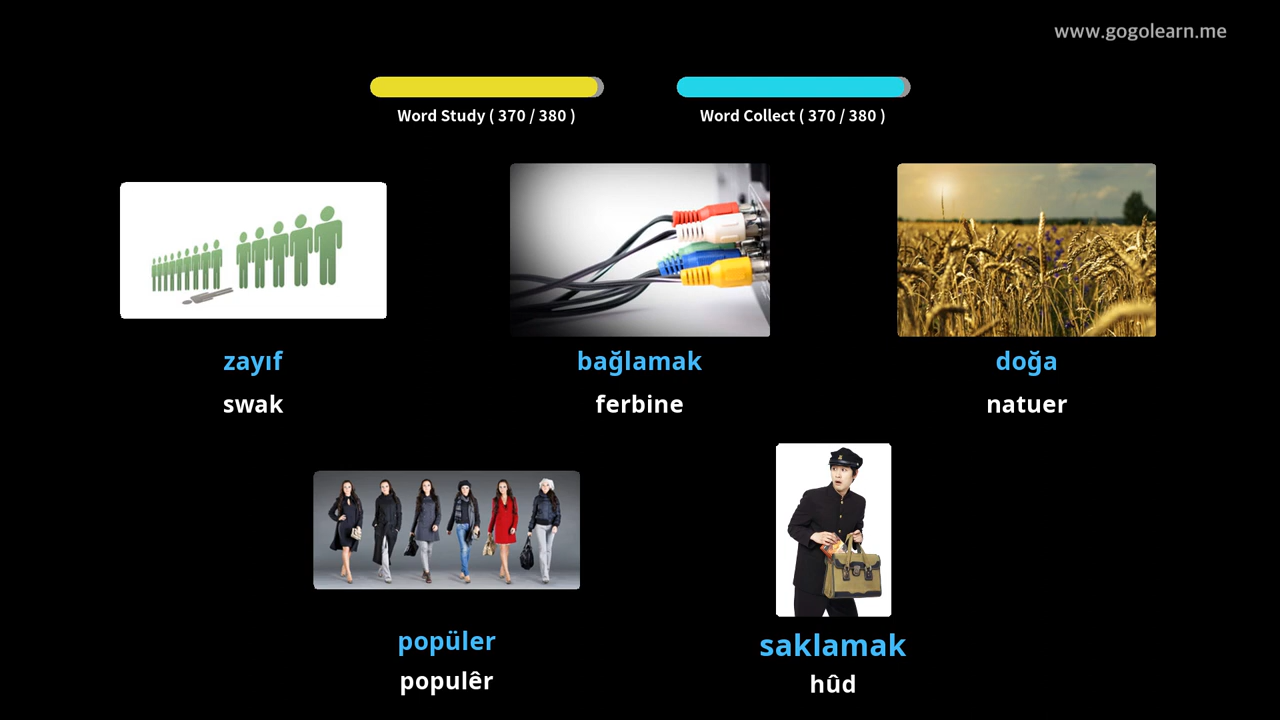 www.gogolearn.me
Word Study ( 370 / 380 )
Word Collect ( 370 / 380 )
zayıf
swak
bağlamak
ferbine
doğa
natuer
popüler
populêr
saklamak
hûd